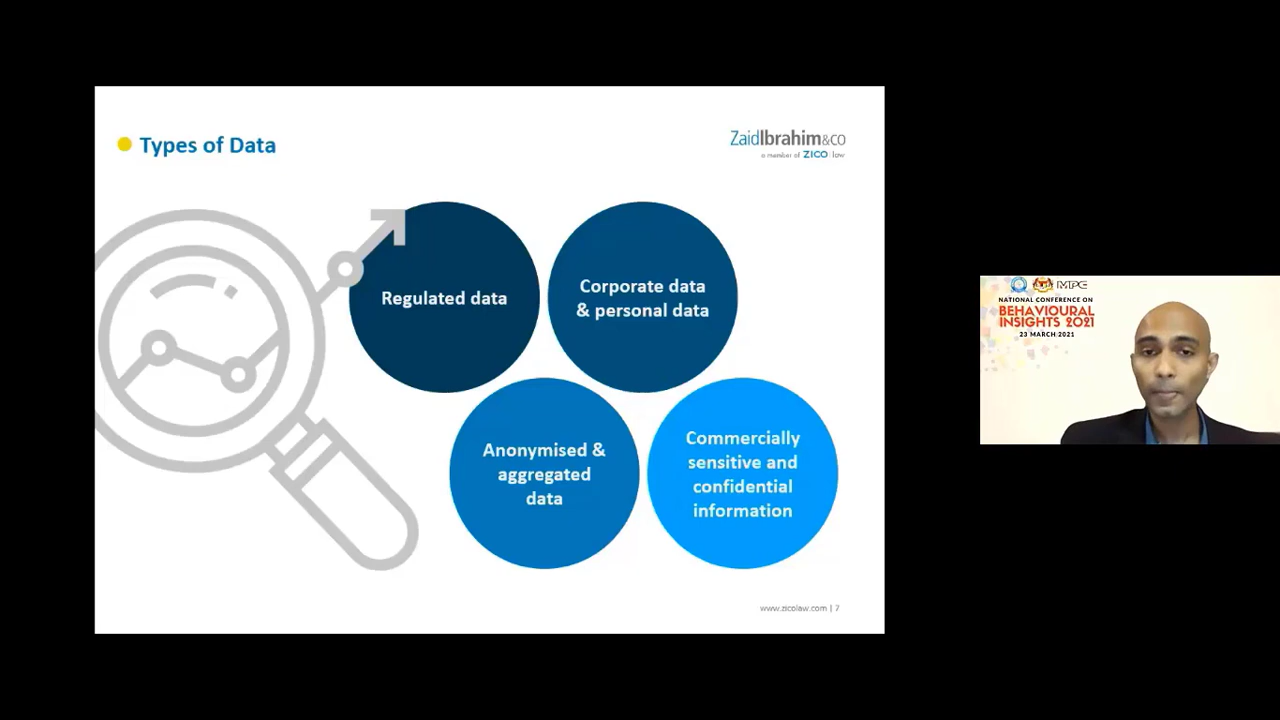 Types of Data
ZaidIbrahim&co
a member of ZICO law
Regulated data
Corporate data
& personal data
Anonymised &
aggregated
data
Commercially
sensitive and
confidential
information
www.zicolaw.com | 7
MPC
NATIONAL CONFERENCE ON
BEHAVIOURAL
INSIGHTS 2021
23 MARCH 2021